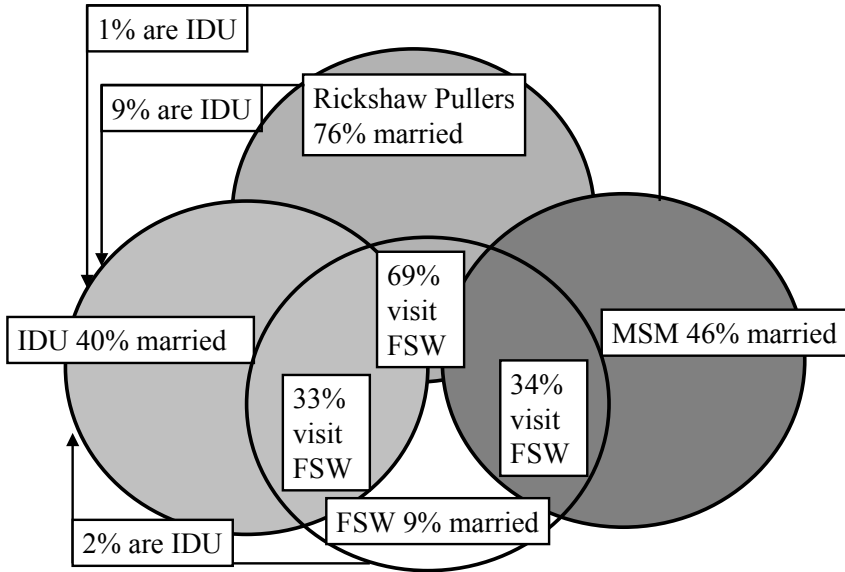 1% are IDU
9% are IDU
Rickshaw Pullers
76% married
69%
visit
FSW
IDU 40% married
MSM 46% married
33%
visit
FSW
34%
visit
FSW
FSW 9% married
2% are IDU